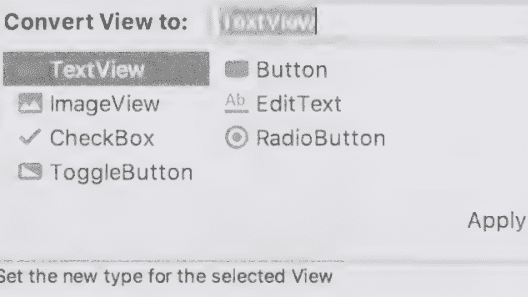 Convert View to: TextView
TextView Button
ImageView Ab EditText
CheckBox RadioButton
ToggleButton
Apply
Set the new type for the selected View